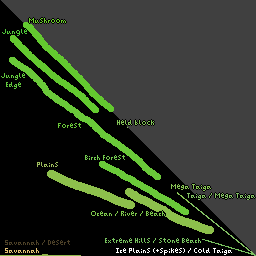 Mushroom
Jungle
Jungle
Edge
Held block
Forest
Birch Forest
Plains
Mega Taiga
Taiga / Mega Taiga
Ocean / River / Beach
Extreme Hills / Stone Beach
Savannah / Desert
Savannah
Ice Plains (+Spikes) / Cold Taiga